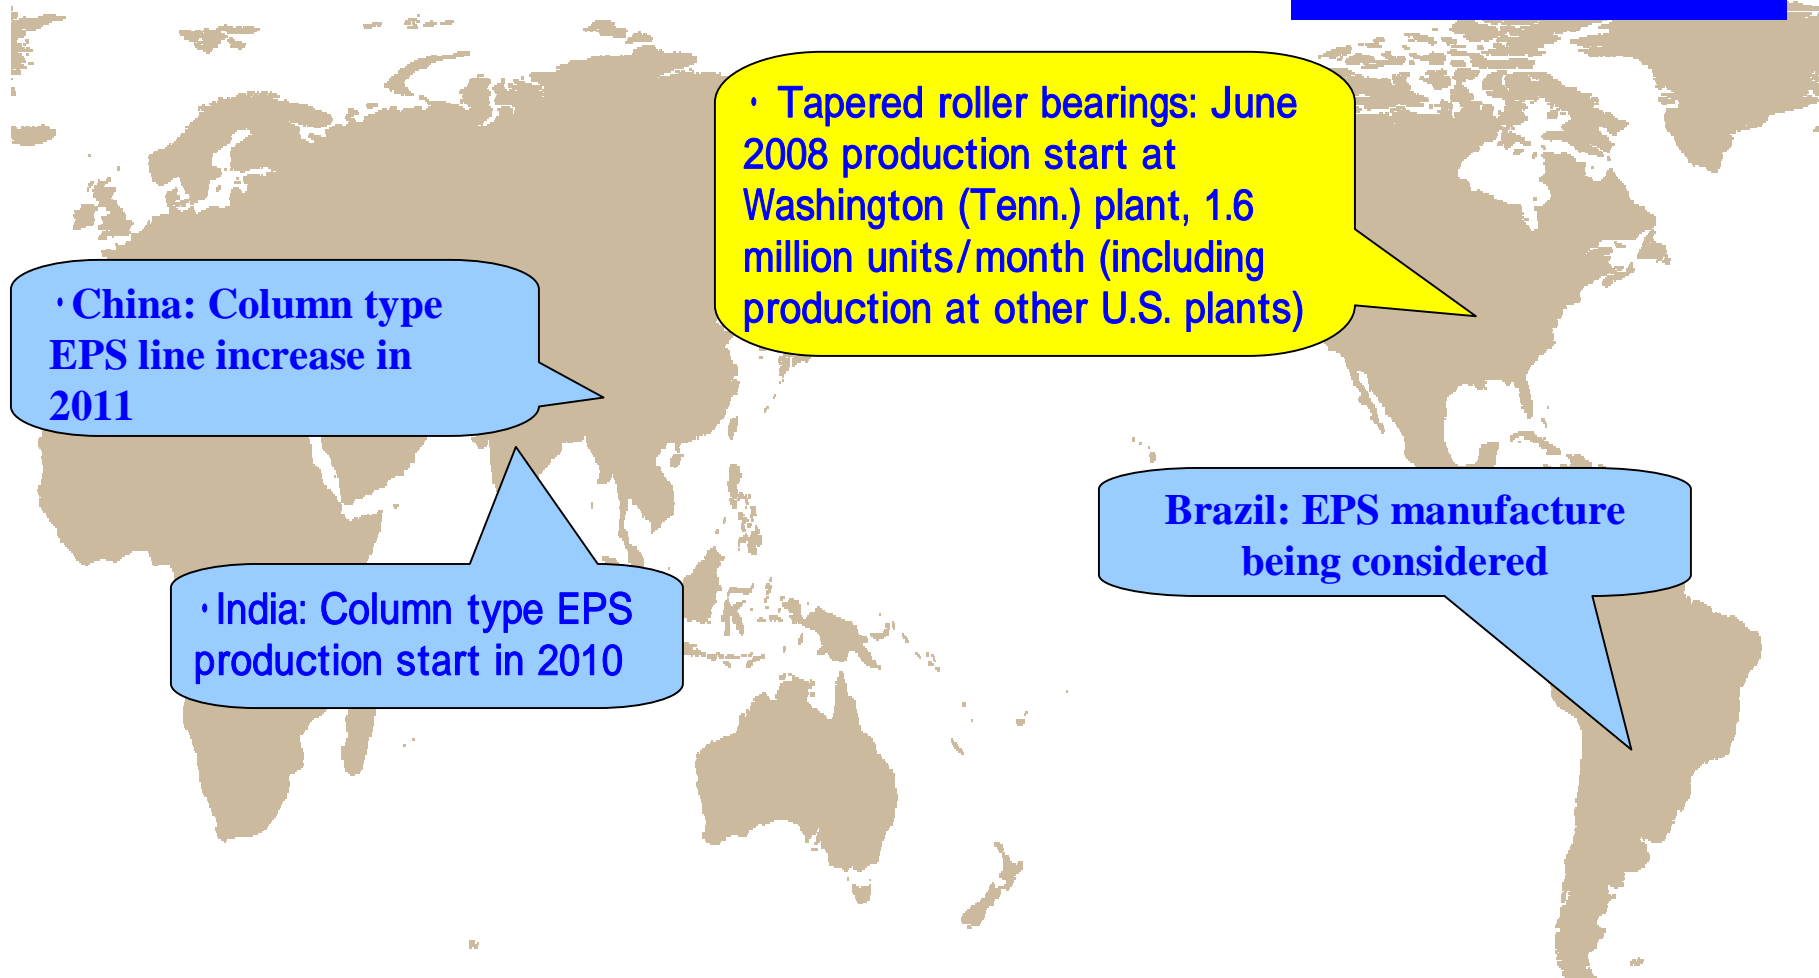 · Tapered roller bearings: June
2008 production start at
Washington (Tenn.) plant, 1.6
million units/month (including
production at other U.S. plants)
·China: Column type
EPS line increase in
2011
Brazil: EPS manufacture
being considered
·India: Column type EPS
production start in 2010